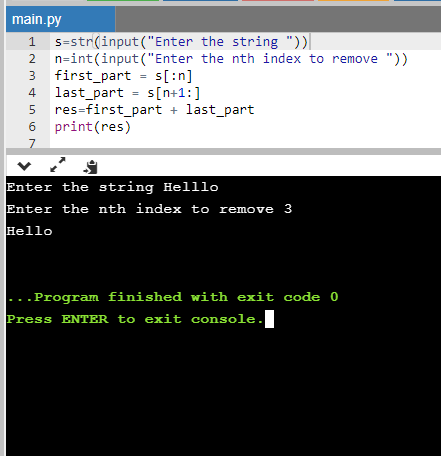 main.py
1 s=str(input("Enter the string "))
2 n=int(input("Enter the nth index to remove "))
3 first_part = s[:n]
4 last_part = s[n+1:]
5 res=first_part + last_part
6 print(res)
7
Enter the string Helllo
Enter the nth index to remove 3
Hello
...Program finished with exit code 0
Press ENTER to exit console.